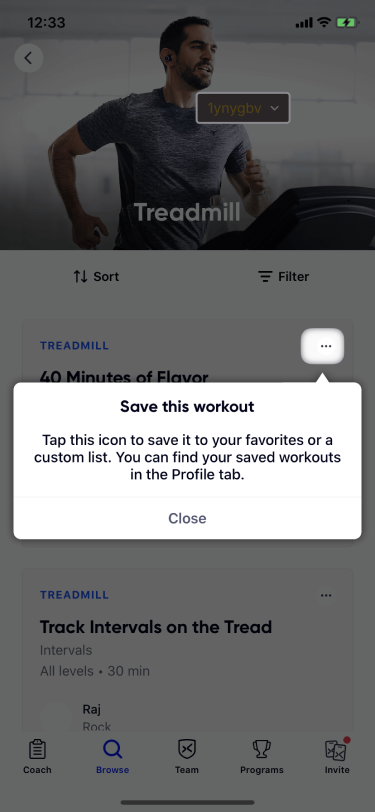 12:33
1ynygbv
Treadmill
Sort
Filter
TREADMILL
40 Minutes of Flavor
Save this workout
Tap this icon to save it to your favorites or a
custom list. You can find your saved workouts
in the Profile tab.
Close
TREADMILL
Track Intervals on the Tread
Intervals
All levels • 30 min
Raj
Rock
Coach
Browse
Team
Programs
Invite